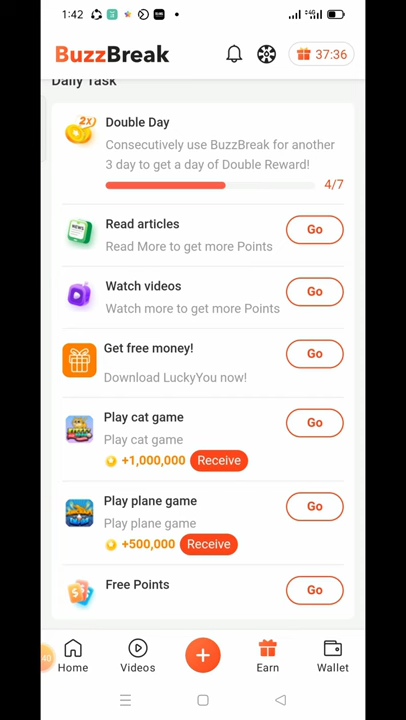 1:42
4G
BuzzBreak
37:36
Daily Task
2X
Double Day
Consecutively use BuzzBreak for another
3 day to get a day of Double Reward!
4/7
Read articles
Go
Read More to get more Points
NEWS
Watch videos
Go
Watch more to get more Points
Get free money!
Go
Download LuckyYou now!
Play cat game
Go
Play cat game
+1,000,000 Receive
Play plane game
Go
Play plane game
+500,000 Receive
Free Points
Go
40
Home
Videos
Earn
Wallet